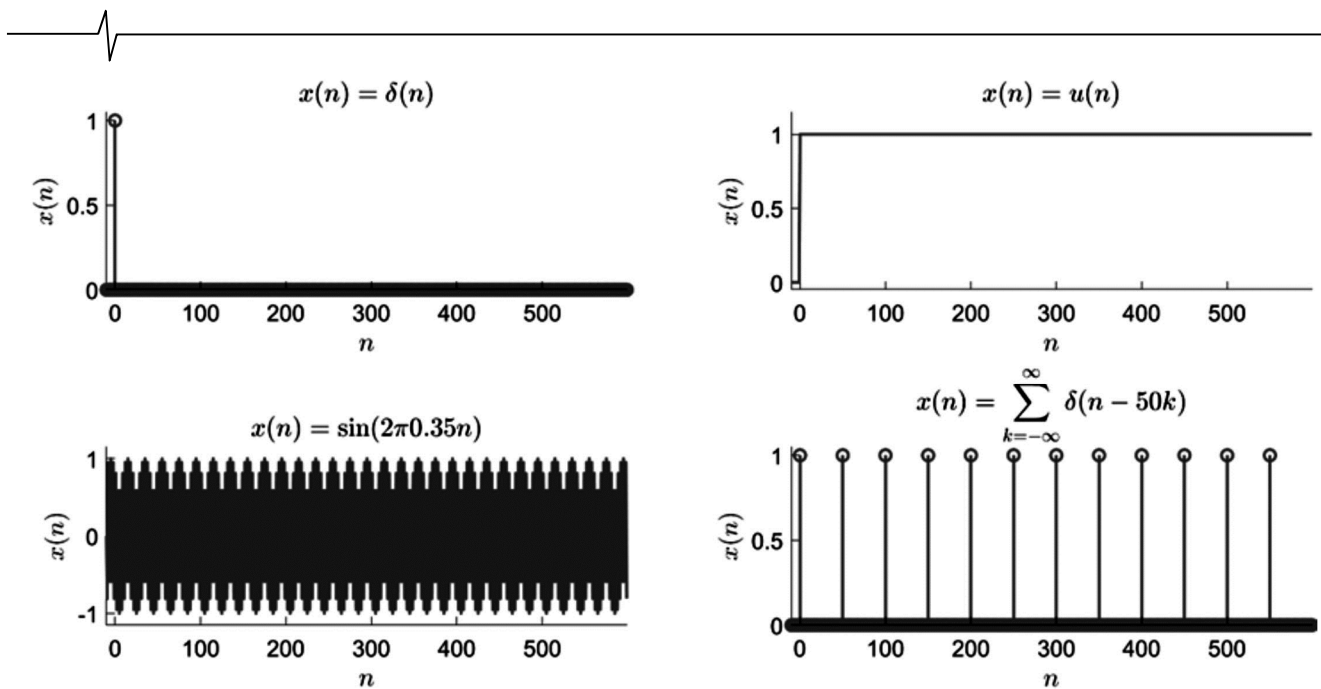 x(n) = δ(n)
1
0.5
0
x(n)
0 100 200 300 400 500
n
x(n) = u(n)
1
0.5
0
x(n)
0 100 200 300 400 500
n
x(n) = sin(2π0.35n)
1
0
-1
x(n)
0 100 200 300 400 500
n
∞
x(n) = ∑ δ(n − 50k)
k=−∞
1
0.5
0
x(n)
0 100 200 300 400 500
n